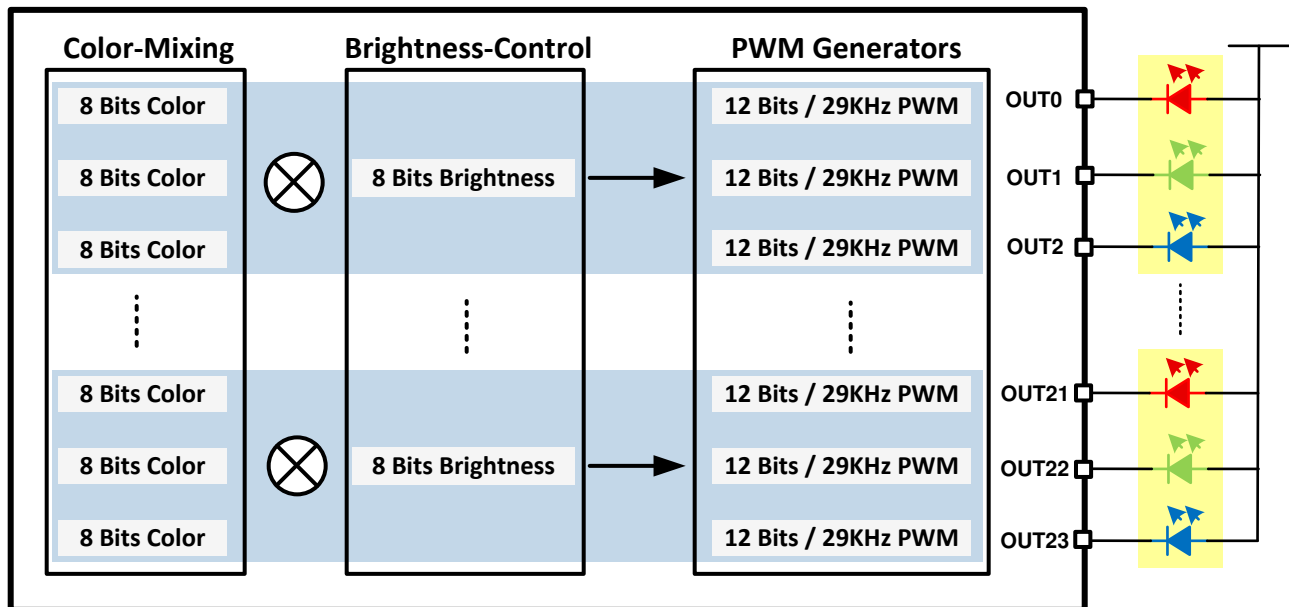 Color-Mixing Brightness-Control PWM Generators
8 Bits Color 12 Bits / 29KHz PWM OUT0
8 Bits Color 8 Bits Brightness 12 Bits / 29KHz PWM OUT1
8 Bits Color 12 Bits / 29KHz PWM OUT2
8 Bits Color 12 Bits / 29KHz PWM OUT21
8 Bits Color 8 Bits Brightness 12 Bits / 29KHz PWM OUT22
8 Bits Color 12 Bits / 29KHz PWM OUT23